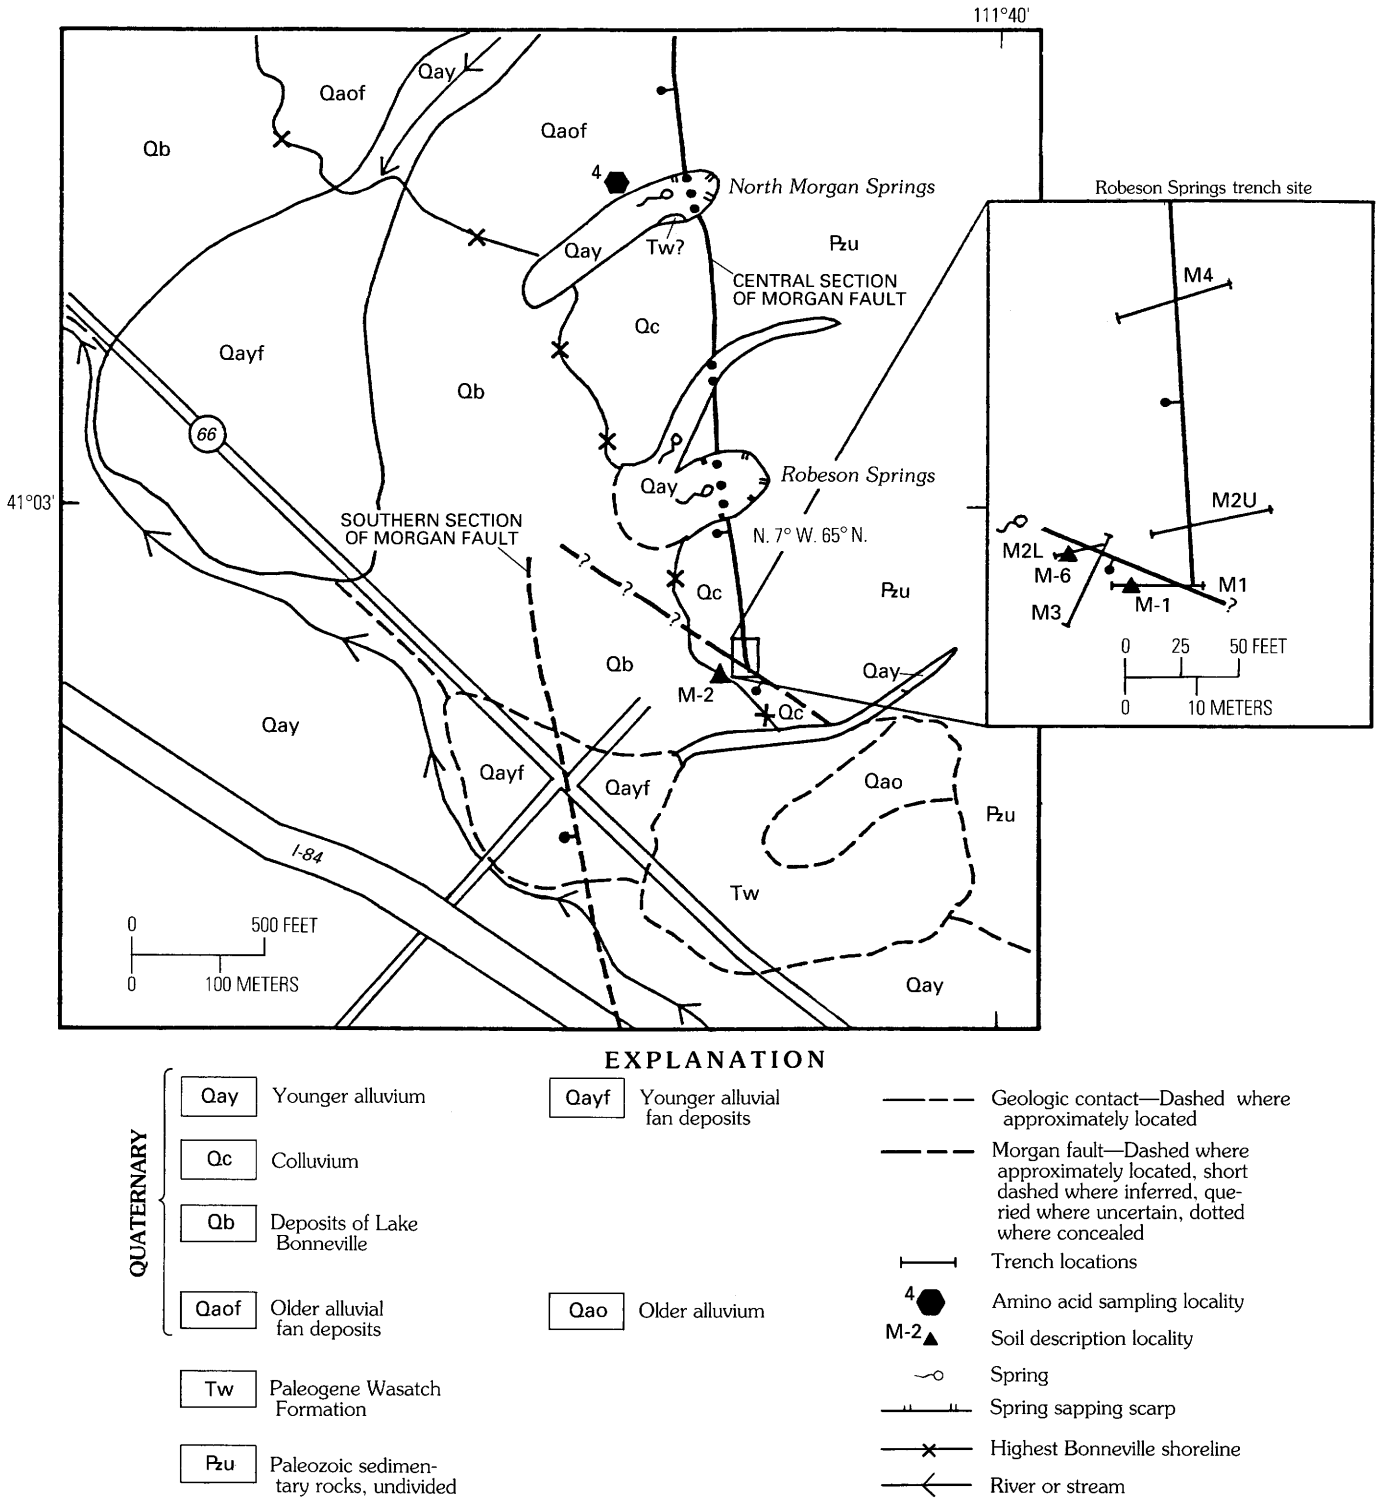 111°40'
Qay
Qaof
Qaof
Qb
4
North Morgan Springs
Robeson Springs trench site
Qay
Tw?
Pzu
CENTRAL SECTION
OF MORGAN FAULT
M4
Qc
Qayf
Qb
66
Robeson Springs
Qay
41°03'
M2U
SOUTHERN SECTION
OF MORGAN FAULT
N. 7° W. 65° N.
M2L
M-6
?
?
?
Qc
Pzu
M1
M-1
M3
?
0 25 50 FEET
0 10 METERS
Qb
Qay
M-2
Qc
Qay
Qayf
Qayf
Qao
Pzu
I-84
Tw
0 500 FEET
0 100 METERS
Qay
EXPLANATION
QUATERNARY
Qay Younger alluvium
Qc Colluvium
Qb Deposits of Lake
Bonneville
Qaof Older alluvial
fan deposits
Tw Paleogene Wasatch
Formation
Pzu Paleozoic sedimen-
tary rocks, undivided
Qayf Younger alluvial
fan deposits
Qao Older alluvium
Geologic contact—Dashed where
approximately located
Morgan fault—Dashed where
approximately located, short
dashed where inferred, que-
ried where uncertain, dotted
where concealed
Trench locations
4 Amino acid sampling locality
M-2 Soil description locality
Spring
Spring sapping scarp
Highest Bonneville shoreline
River or stream